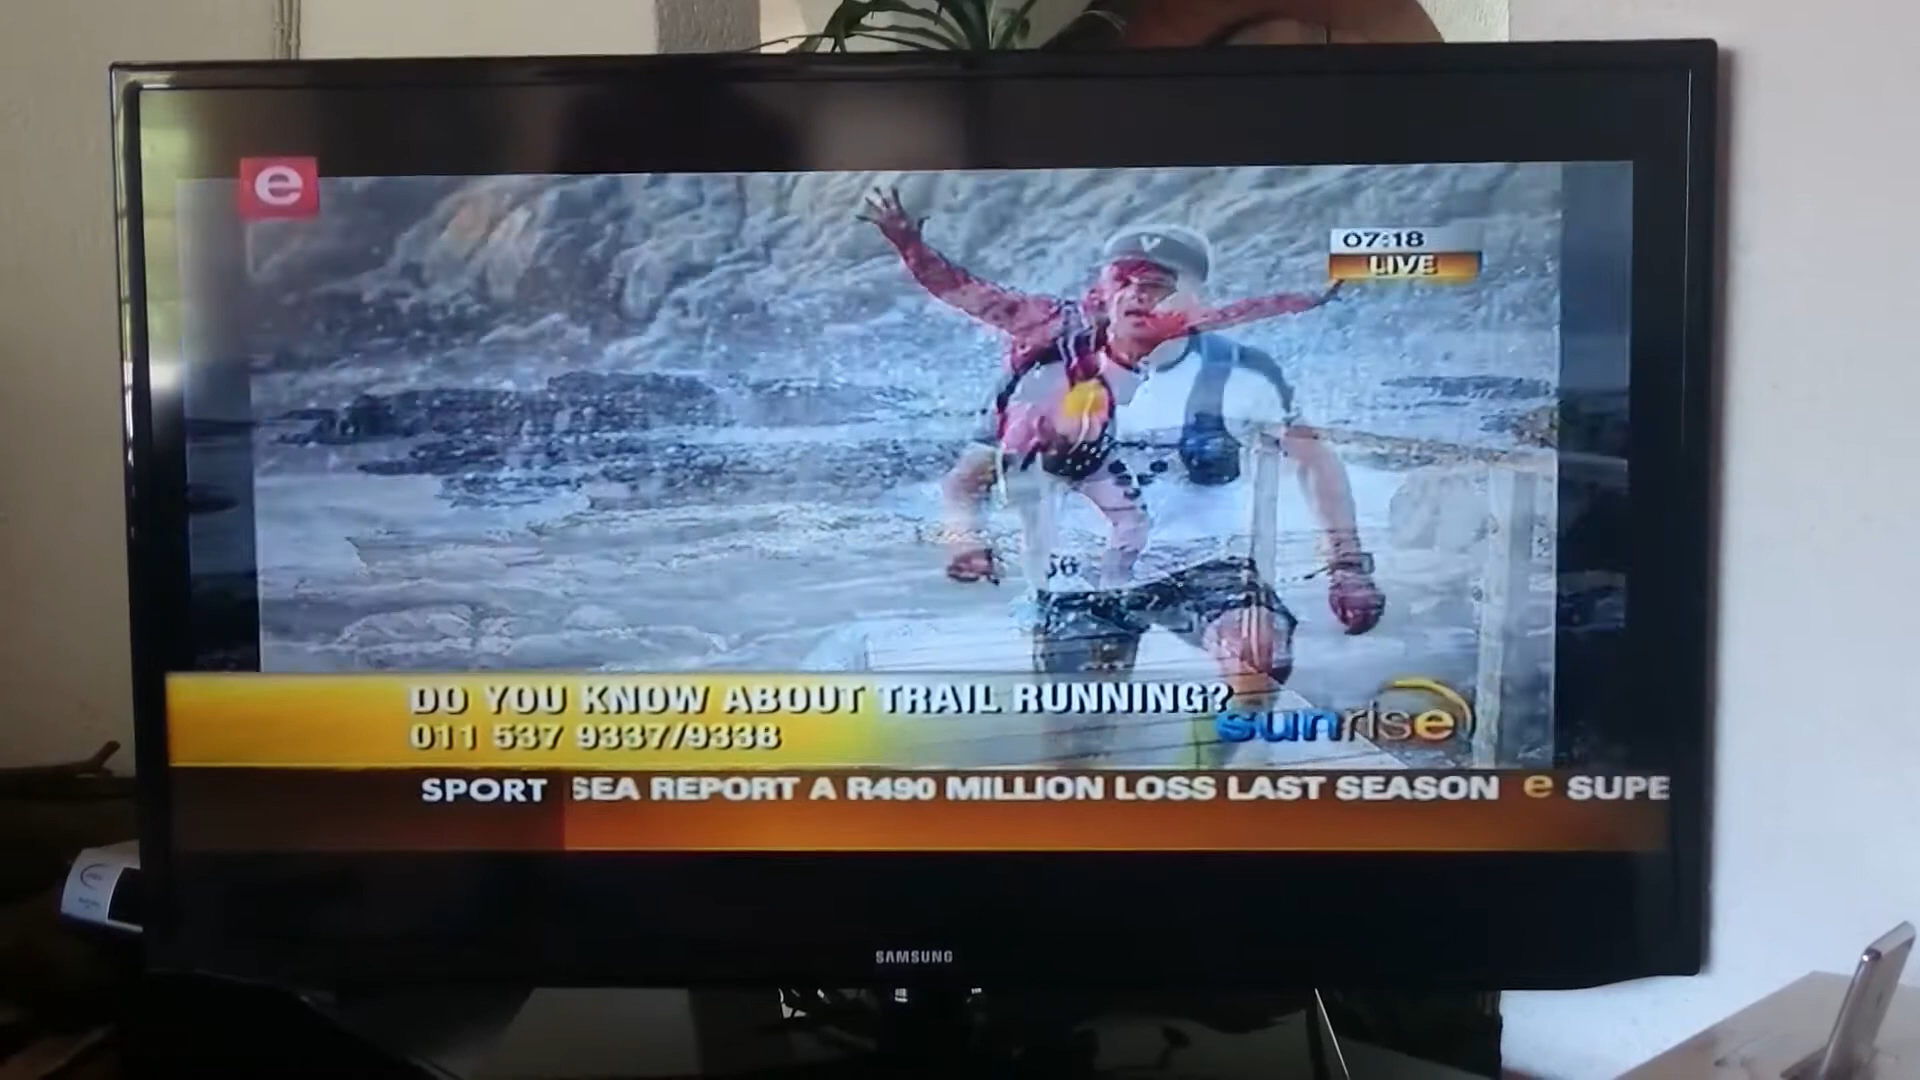 e
07:18
LIVE
56
DO YOU KNOW ABOUT TRAIL RUNNING?
011 537 9337/9338
sunrise
SPORT SEA REPORT A R490 MILLION LOSS LAST SEASON e SUPE
SAMSUNG